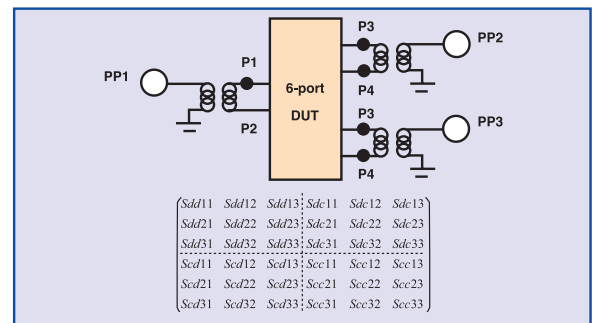 P3
PP2
P1
PP1
P4
6-port
DUT
P2
P3
PP3
P4
Sdd11 Sdd12 Sdd13 Sdc11 Sdc12 Sdc13
Sdd21 Sdd22 Sdd23 Sdc21 Sdc22 Sdc23
Sdd31 Sdd32 Sdd33 Sdc31 Sdc32 Sdc33
Scd11 Scd12 Scd13 Scc11 Scc12 Scc13
Scd21 Scd22 Scd23 Scc21 Scc22 Scc23
Scd31 Scd32 Scd33 Scc31 Scc32 Scc33